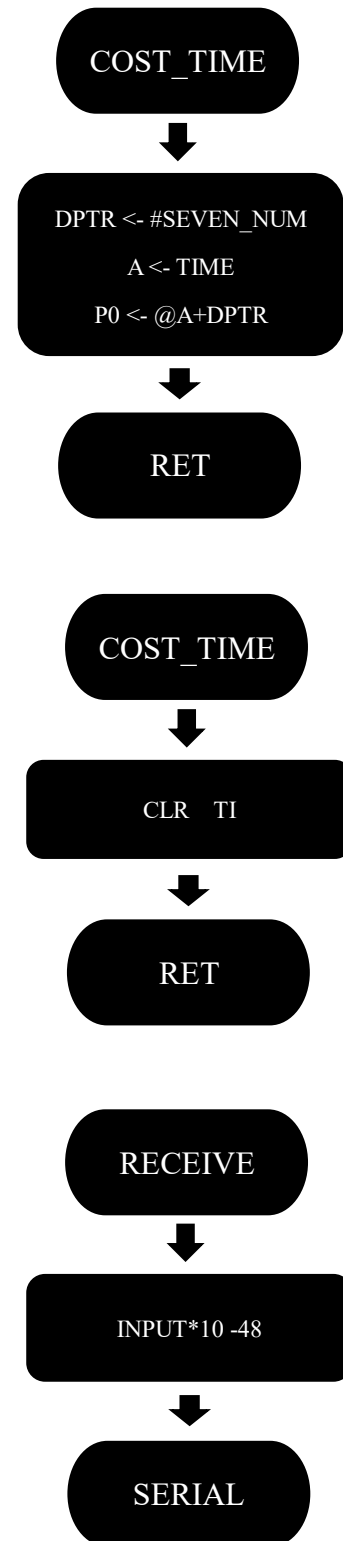 COST_TIME
DPTR <- #SEVEN_NUM
A <- TIME
P0 <- @A+DPTR
RET
COST_TIME
CLR TI
RET
RECEIVE
INPUT*10 -48
SERIAL